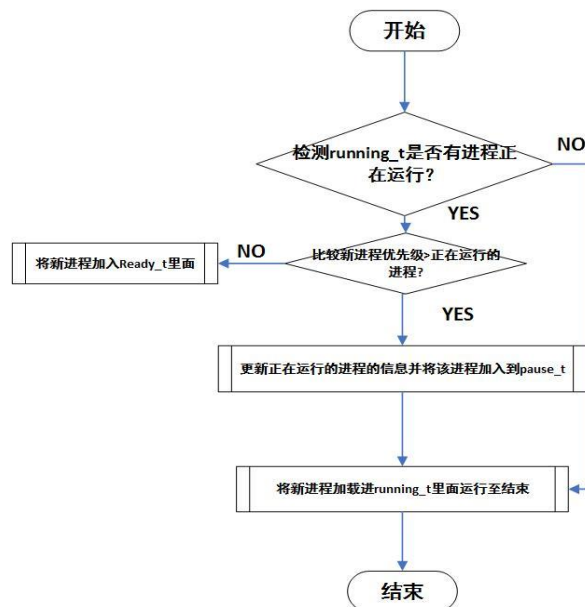 开始
检测running_t是否有进程正
在运行？
NO
YES
比较新进程优先级>正在运行的
进程?
NO
将新进程加入Ready_t里面
YES
更新正在运行的进程的信息并将该进程加入到pause_t
将新进程加载进running_t里面运行至结束
结束